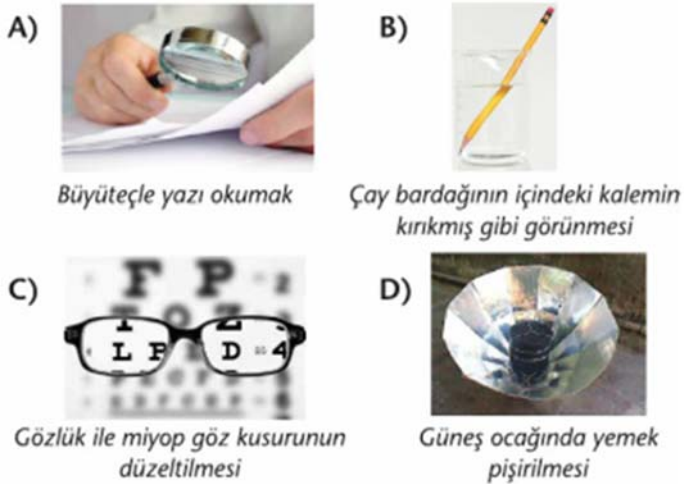 A)
Büyüteçle yazı okumak
B)
Çay bardağının içindeki kalemin
kırıkmış gibi görünmesi
C)
F P
T O Z
L P D 4
Gözlük ile miyop göz kusurunun
düzeltilmesi
D)
Güneş ocağında yemek
pişirilmesi